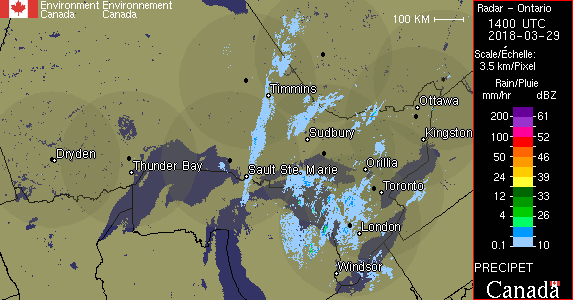 Environment Environnement
Canada Canada
100 KM
Timmins
Ottawa
Sudbury
Kingston
Dryden
Thunder Bay
Sault Ste. Marie
Orillia
Toronto
London
Windsor
Radar - Ontario
1400 UTC
2018-03-29
Scale/Échelle:
3.5 km/Pixel
Rain/Pluie
mm/hr dBZ
200 61
100 52
50 46
24 39
12 33
4 26
0.1 10
PRECIPET
Canada